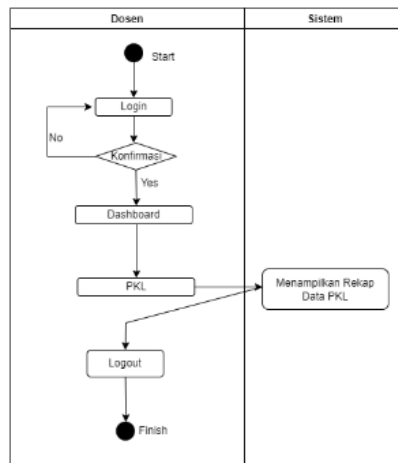 Dosen
Sistem
Start
Login
No
Konfirmasi
Yes
Dashboard
PKL
Menampilkan Rekap
Data PKL
Logout
Finish